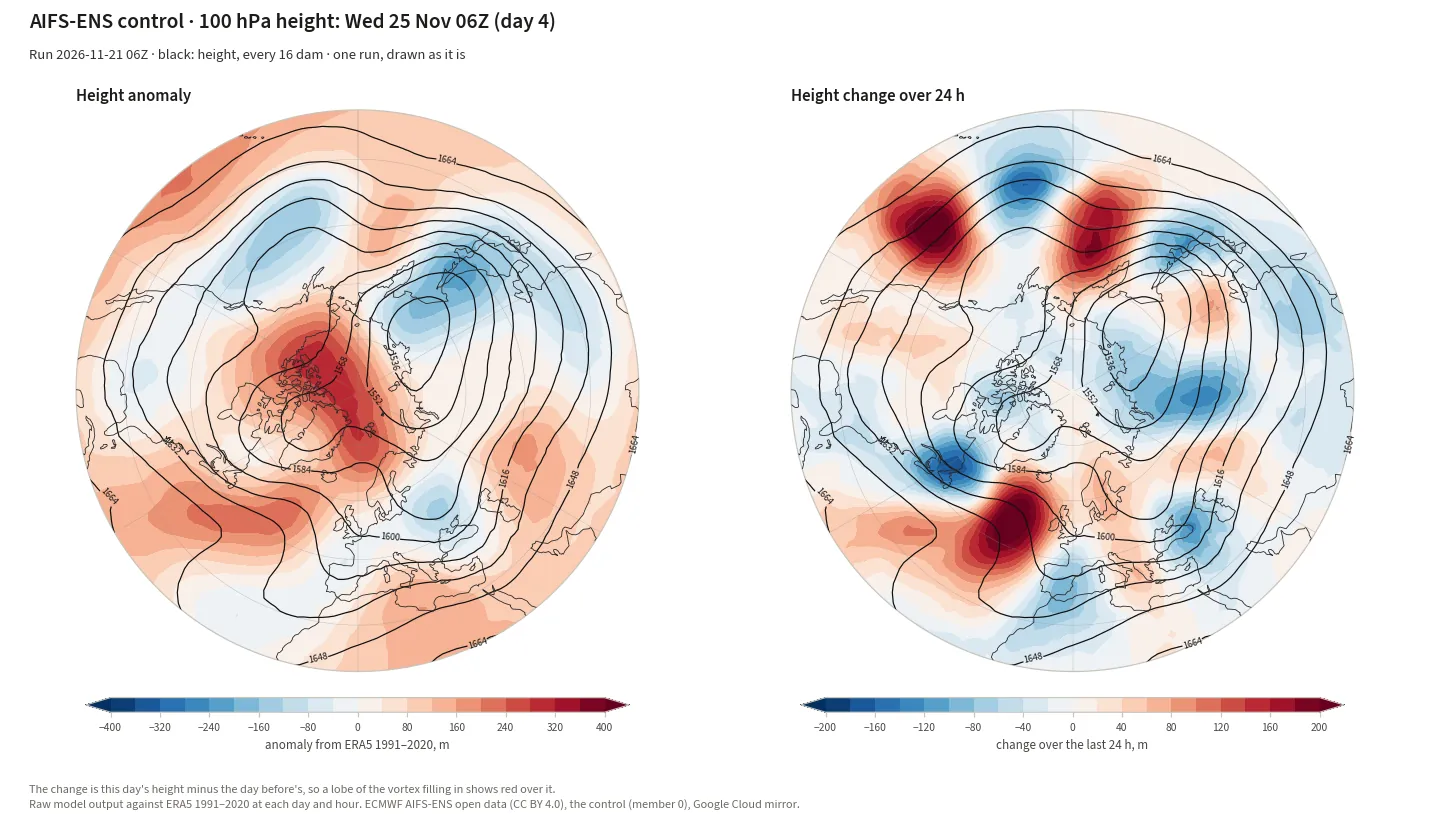 AIFS-ENS control · 100 hPa height: Wed 25 Nov 06Z (day 4)
Run 2026-11-21 06Z · black: height, every 16 dam · one run, drawn as it is
Height anomaly
Height change over 24 h
1664
1568
1536
1552
1632
1584
1664
1616
1648
1664
1600
1648
1664
1664
1568
1536
1552
1632
1584
1664
1616
1648
1664
1600
1648
1664
−400 −320 −240 −160 −80 0 80 160 240 320 400
anomaly from ERA5 1991–2020, m
−200 −160 −120 −80 −40 0 40 80 120 160 200
change over the last 24 h, m
The change is this day's height minus the day before's, so a lobe of the vortex filling in shows red over it.
Raw model output against ERA5 1991–2020 at each day and hour. ECMWF AIFS-ENS open data (CC BY 4.0), the control (member 0), Google Cloud mirror.